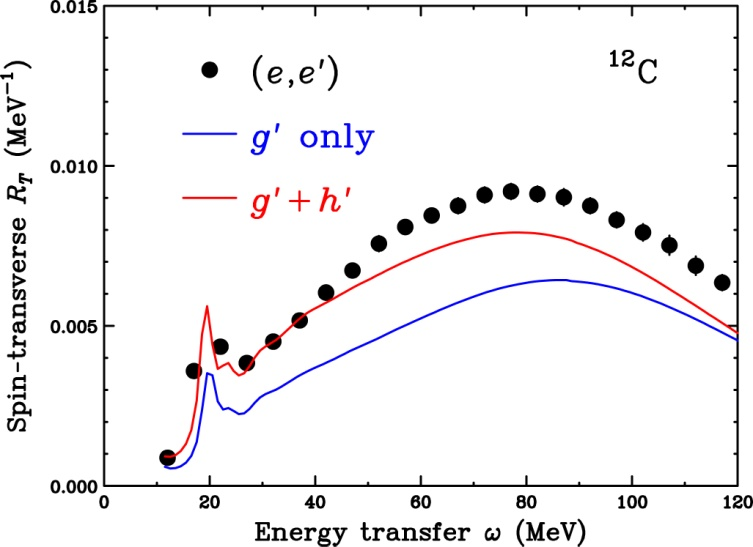 0.015
(e,e′)
¹²C
g′ only
0.010
g′+h′
0.005
0.000
0 20 40 60 80 100 120
Energy transfer ω (MeV)
Spin-transverse R_T (MeV⁻¹)